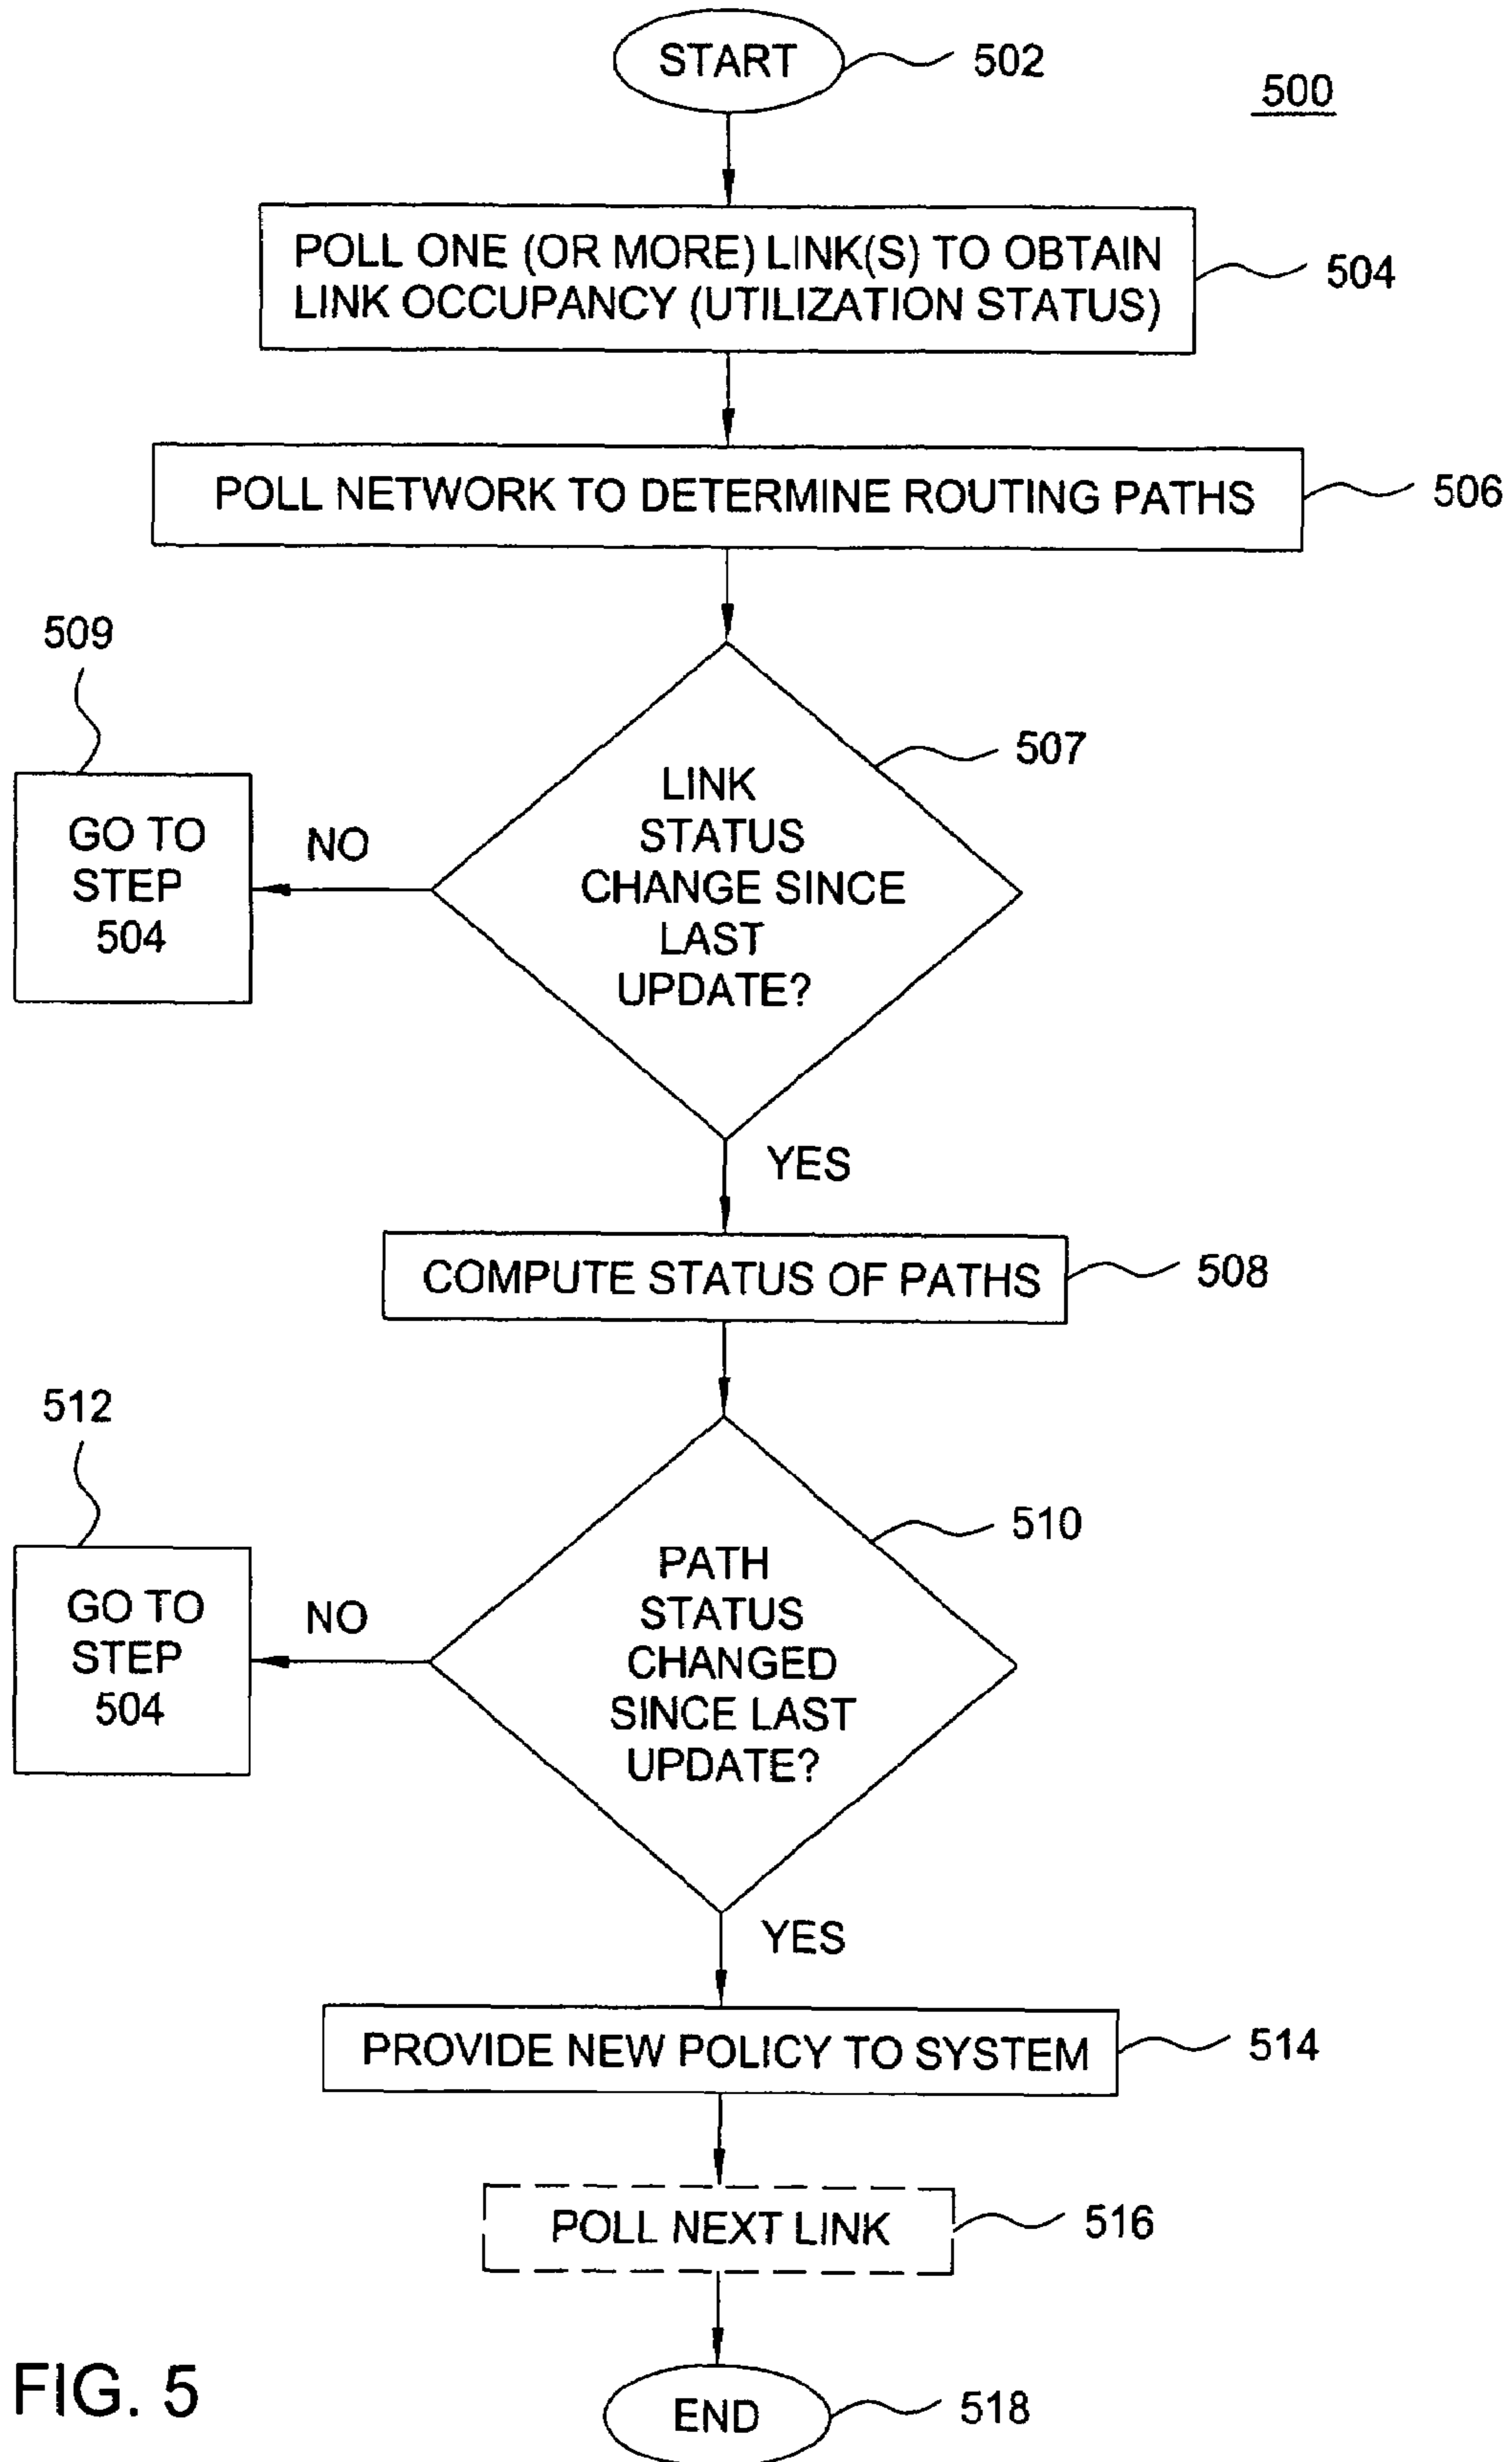 START
502
500
POLL ONE (OR MORE) LINK(S) TO OBTAIN
LINK OCCUPANCY (UTILIZATION STATUS)
504
POLL NETWORK TO DETERMINE ROUTING PATHS
506
509
507
LINK
STATUS
CHANGE SINCE
LAST
UPDATE?
NO
GO TO
STEP
504
YES
COMPUTE STATUS OF PATHS
508
512
510
PATH
STATUS
CHANGED
SINCE LAST
UPDATE?
NO
GO TO
STEP
504
YES
PROVIDE NEW POLICY TO SYSTEM
514
POLL NEXT LINK
516
END
518
FIG. 5